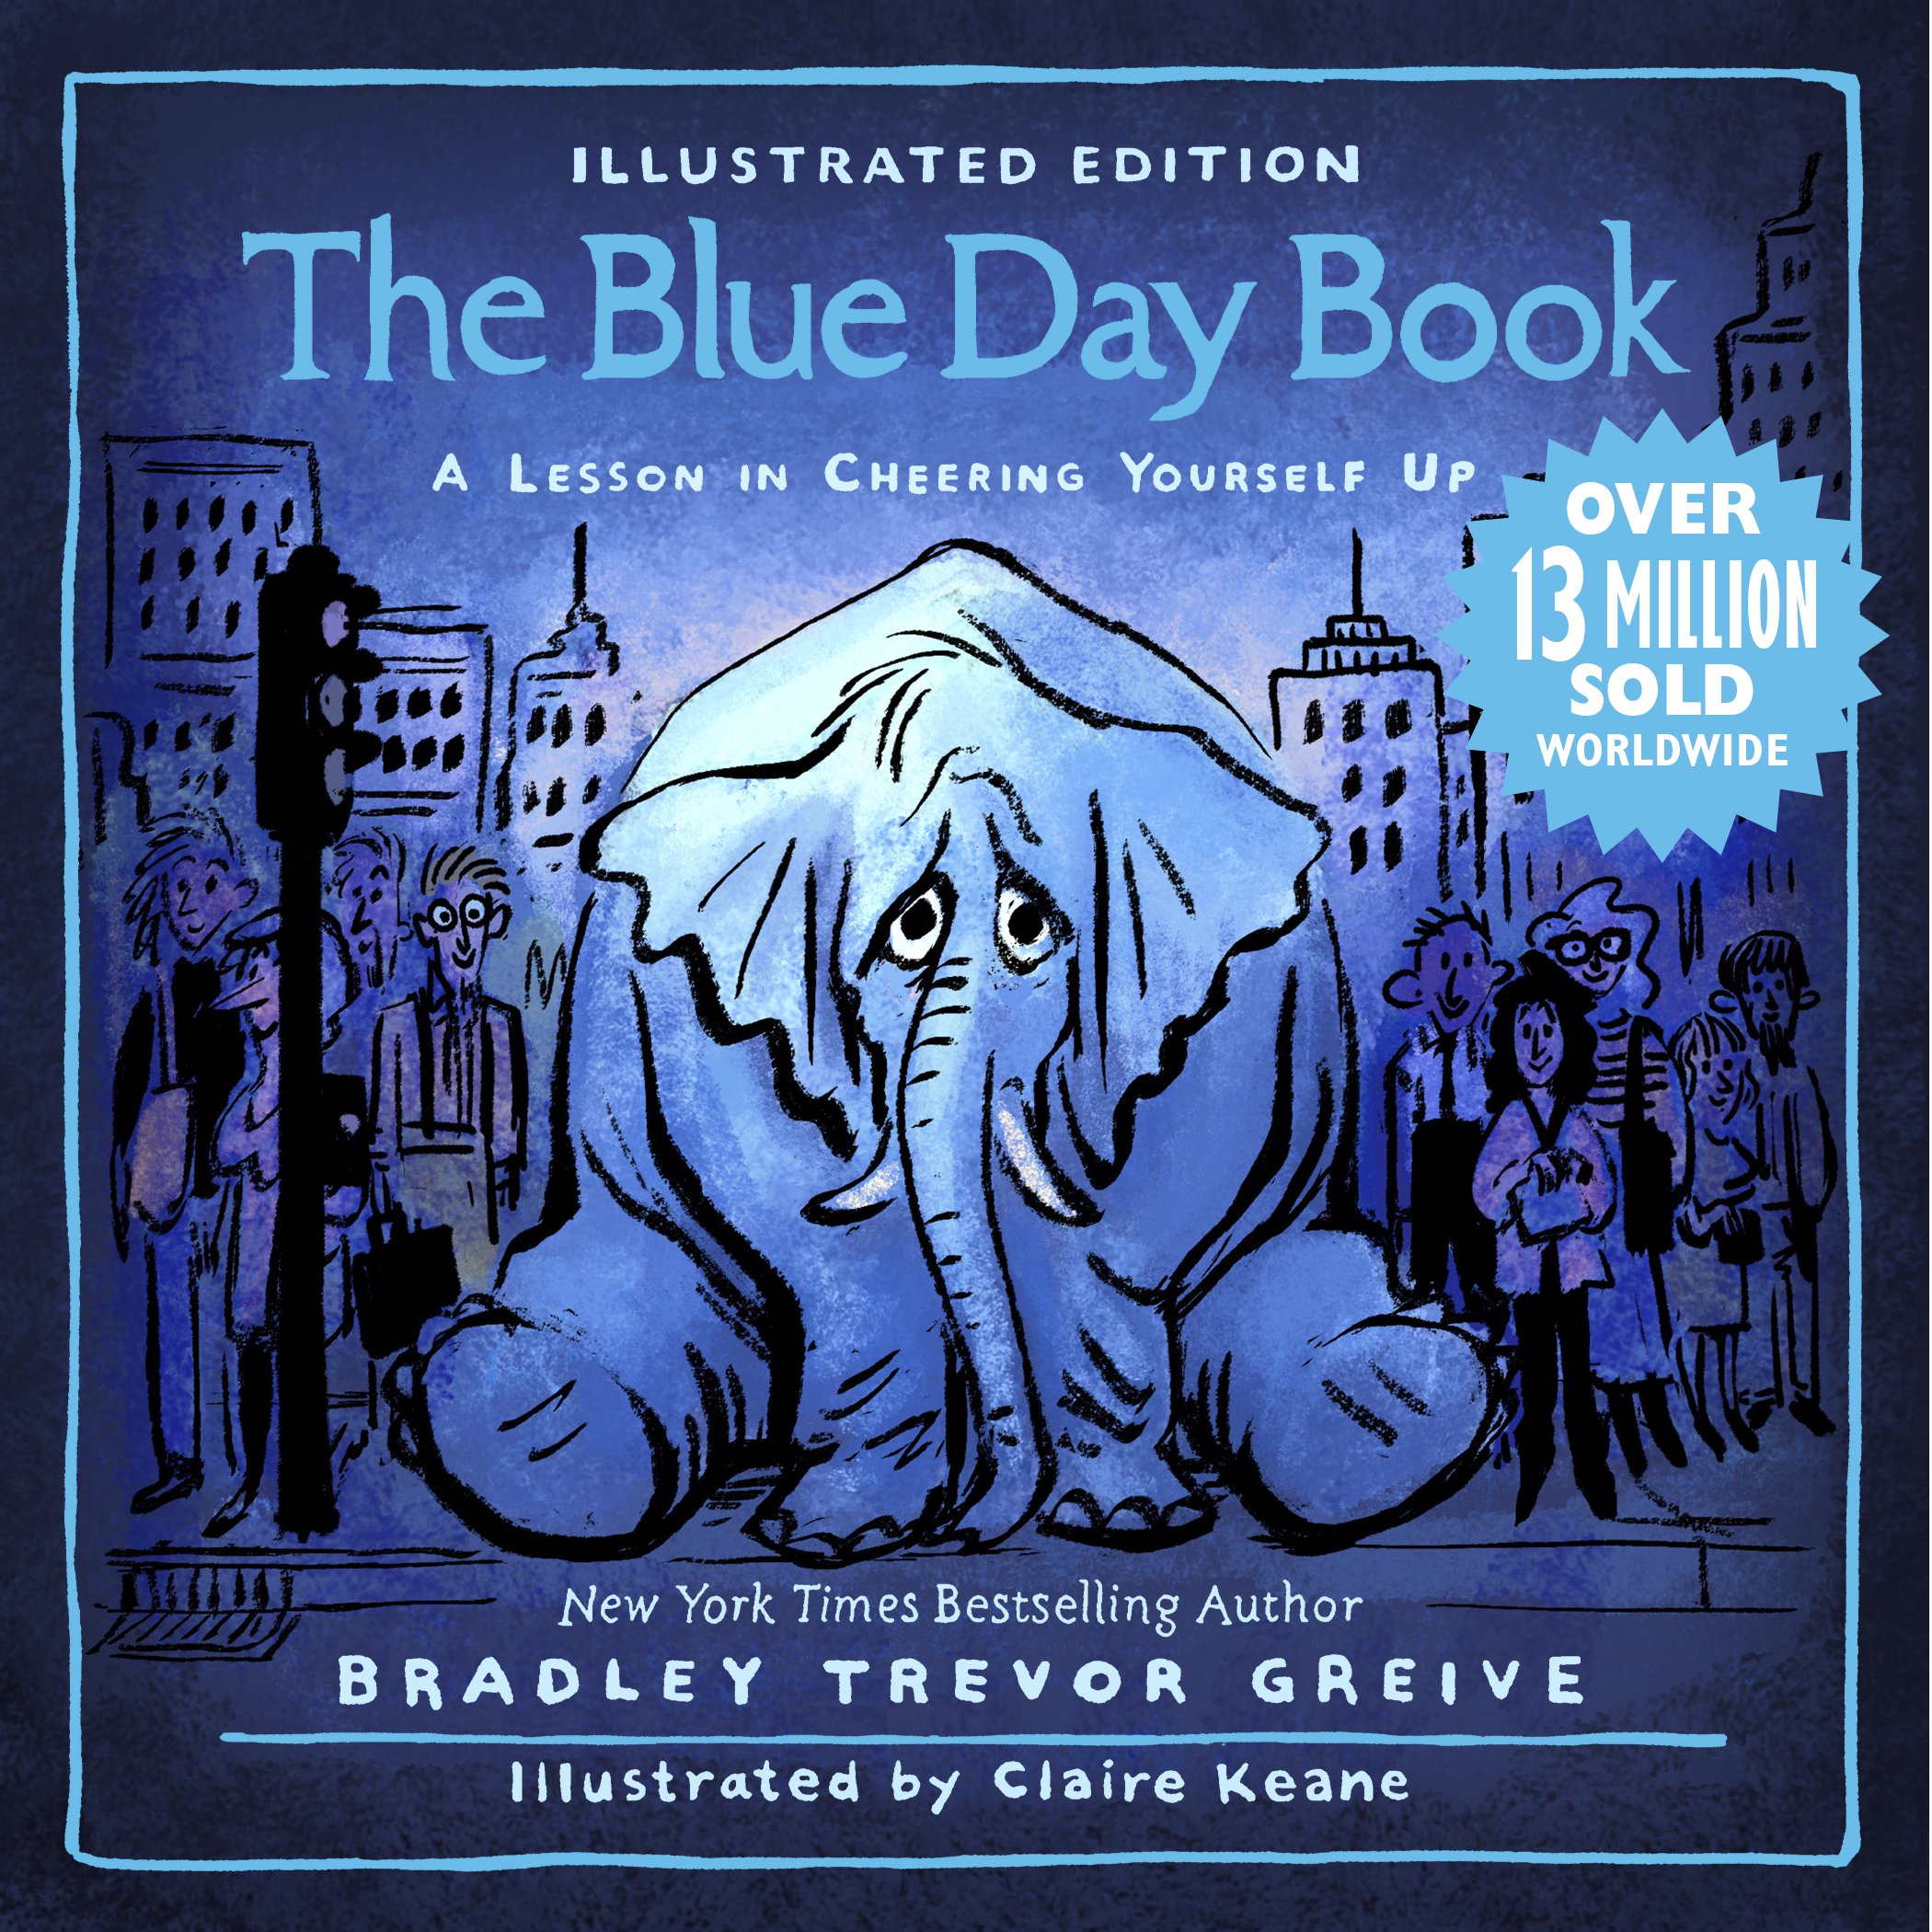 ILLUSTRATED EDITION
The Blue Day Book
A LESSON IN CHEERING YOURSELF UP
OVER
13 MILLION
SOLD
WORLDWIDE
New York Times Bestselling Author
BRADLEY TREVOR GREIVE
Illustrated by Claire Keane